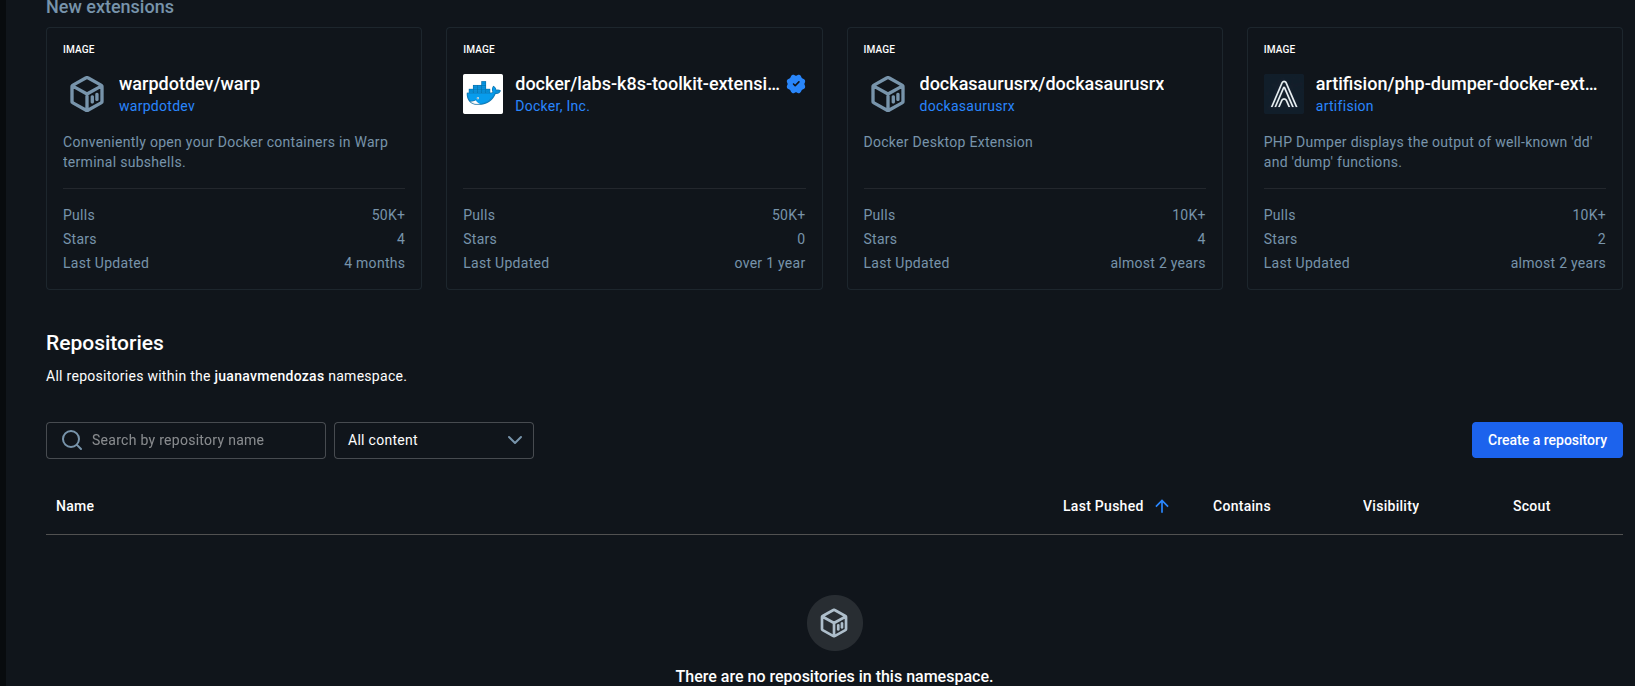 New extensions
IMAGE
warpdotdev/warp
warpdotdev
Conveniently open your Docker containers in Warp
terminal subshells.
Pulls 50K+
Stars 4
Last Updated 4 months
IMAGE
docker/labs-k8s-toolkit-extensi...
Docker, Inc.
Pulls 50K+
Stars 0
Last Updated over 1 year
IMAGE
dockasaurusrx/dockasaurusrx
dockasaurusrx
Docker Desktop Extension
Pulls 10K+
Stars 4
Last Updated almost 2 years
IMAGE
artifision/php-dumper-docker-ext...
artifision
PHP Dumper displays the output of well-known 'dd'
and 'dump' functions.
Pulls 10K+
Stars 2
Last Updated almost 2 years
Repositories
All repositories within the juanavmendozas namespace.
Search by repository name All content Create a repository
Name Last Pushed Contains Visibility Scout
There are no repositories in this namespace.